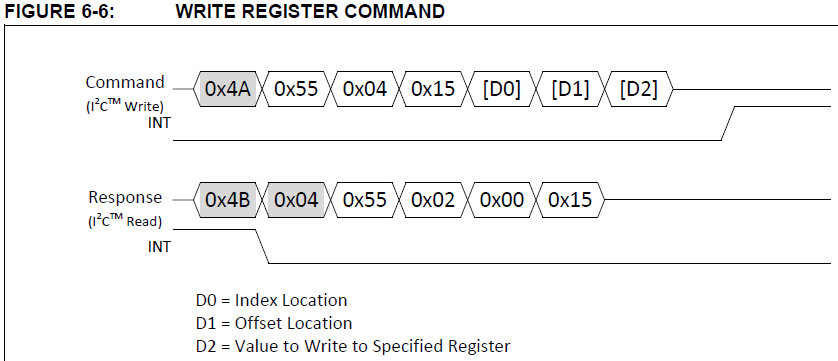 FIGURE 6-6: WRITE REGISTER COMMAND
Command 0x4A 0x55 0x04 0x15 [D0] [D1] [D2]
(I²C™ Write)
INT
Response 0x4B 0x04 0x55 0x02 0x00 0x15
(I²C™ Read)
INT
D0 = Index Location
D1 = Offset Location
D2 = Value to Write to Specified Register